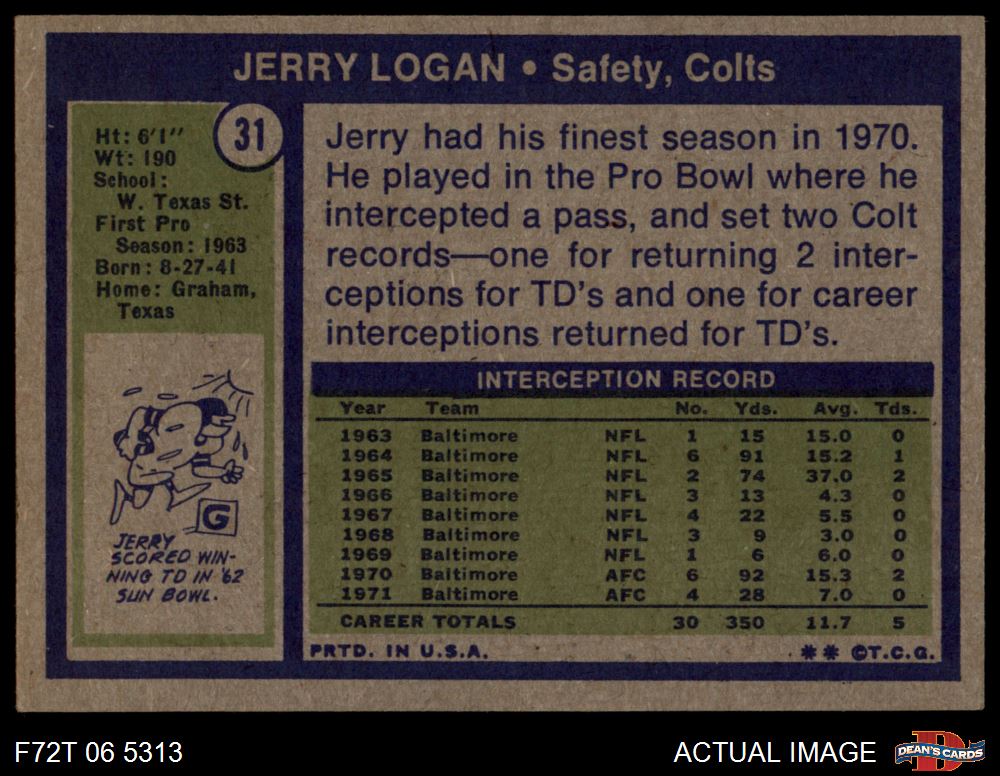 JERRY LOGAN • Safety, Colts
31
Ht: 6'1"
Wt: 190
School:
W. Texas St.
First Pro
Season: 1963
Born: 8-27-41
Home: Graham,
Texas
G
JERRY
SCORED WIN-
NING TD IN '62
SUN BOWL.
Jerry had his finest season in 1970.
He played in the Pro Bowl where he
intercepted a pass, and set two Colt
records—one for returning 2 inter-
ceptions for TD's and one for career
interceptions returned for TD's.
INTERCEPTION RECORD
Year Team No. Yds. Avg. Tds.
1963 Baltimore NFL 1 15 15.0 0
1964 Baltimore NFL 6 91 15.2 1
1965 Baltimore NFL 2 74 37.0 2
1966 Baltimore NFL 3 13 4.3 0
1967 Baltimore NFL 4 22 5.5 0
1968 Baltimore NFL 3 9 3.0 0
1969 Baltimore NFL 1 6 6.0 0
1970 Baltimore AFC 6 92 15.3 2
1971 Baltimore AFC 4 28 7.0 0
CAREER TOTALS 30 350 11.7 5
PRTD. IN U.S.A. ** ©T.C.G.
F72T 06 5313 ACTUAL IMAGE DEAN'S CARDS